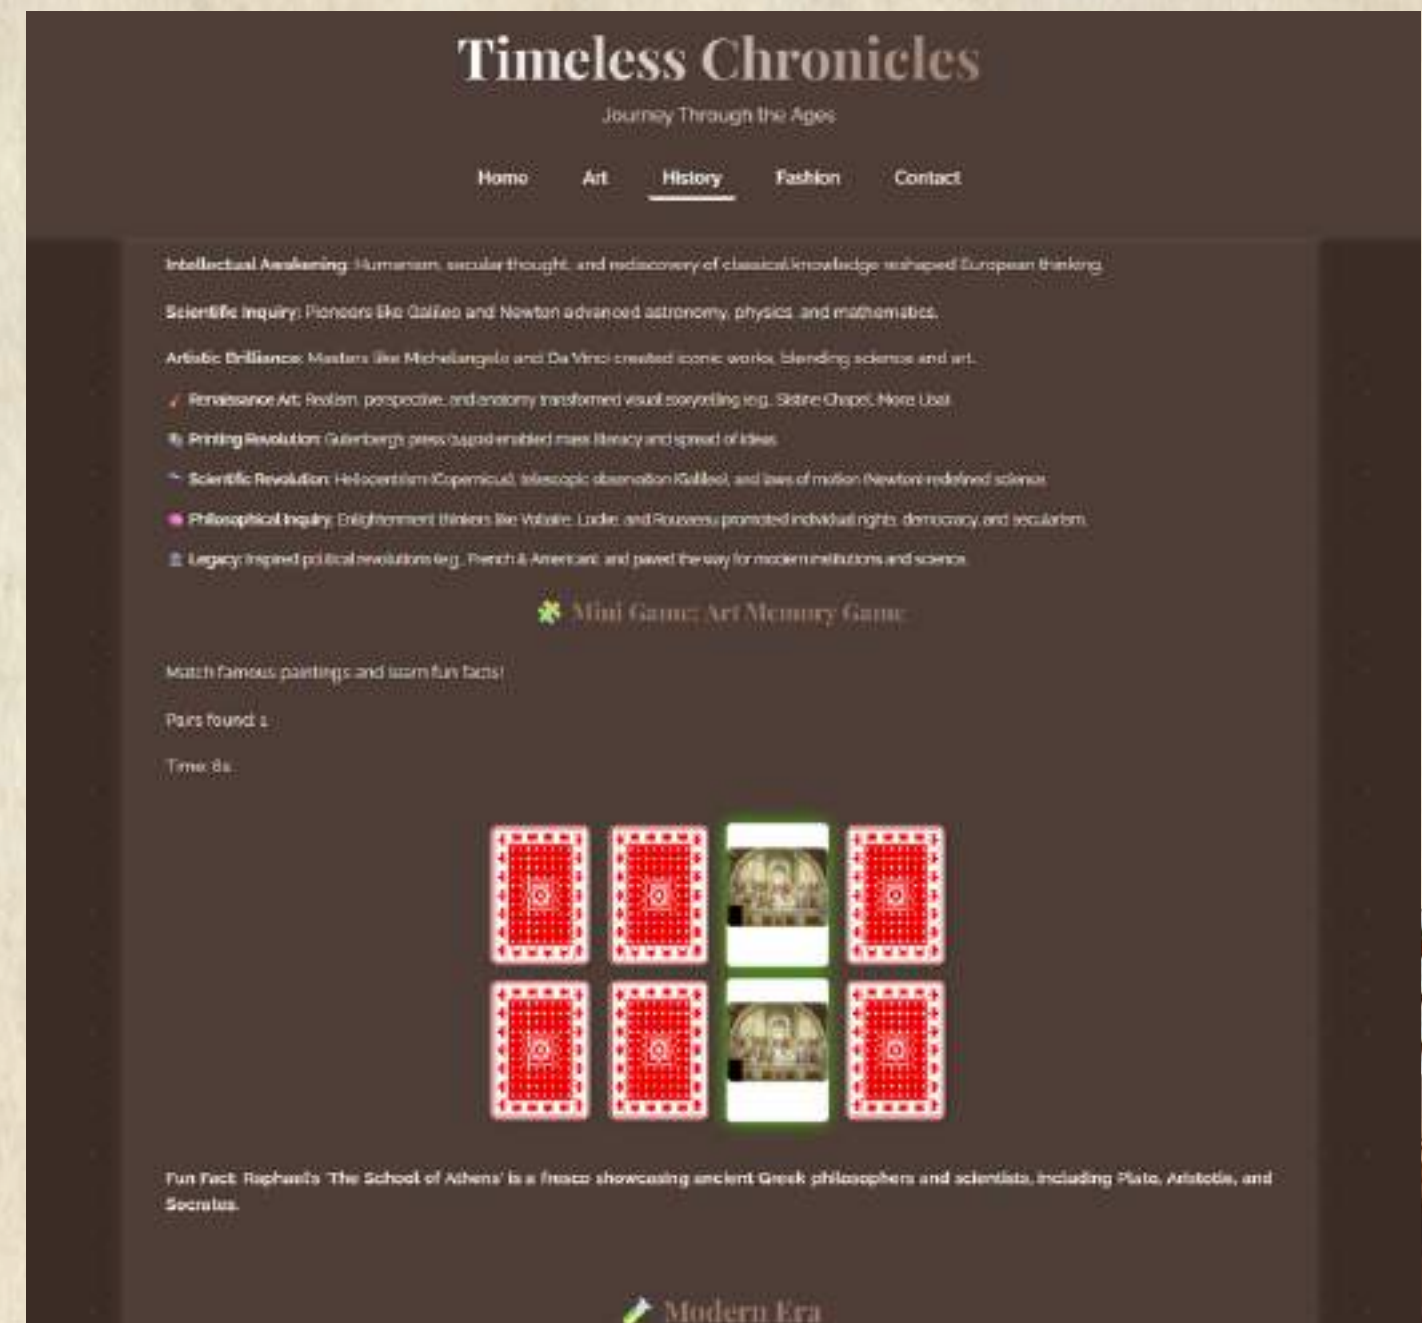 Timeless Chronicles
Journey Through the Ages
Home Art History Fashion Contact
Intellectual Awakening: Humanism, secular thought, and rediscovery of classical knowledge reshaped European thinking.
Scientific Inquiry: Pioneers like Galileo and Newton advanced astronomy, physics, and mathematics.
Artistic Brilliance: Masters like Michelangelo and Da Vinci created iconic works, blending science and art.
Renaissance Art: Realism, perspective, and anatomy transformed visual storytelling (e.g., Sistine Chapel, Mona Lisa).
Printing Revolution: Gutenberg's press enabled mass literacy and spread of ideas.
Scientific Revolution: Heliocentrism (Copernicus), telescopic observation (Galileo), and laws of motion (Newton) redefined science.
Philosophical Inquiry: Enlightenment thinkers like Voltaire, Locke, and Rousseau promoted individual rights, democracy, and secularism.
Legacy: Inspired political revolutions (e.g., French & American), and paved the way for modern institutions and science.
Mini Game: Art Memory Game
Match famous paintings and learn fun facts!
Pairs found: 1
Time:
Fun Fact: Raphael's 'The School of Athens' is a fresco showcasing ancient Greek philosophers and scientists, including Plato, Aristotle, and
Socrates.
Modern Era